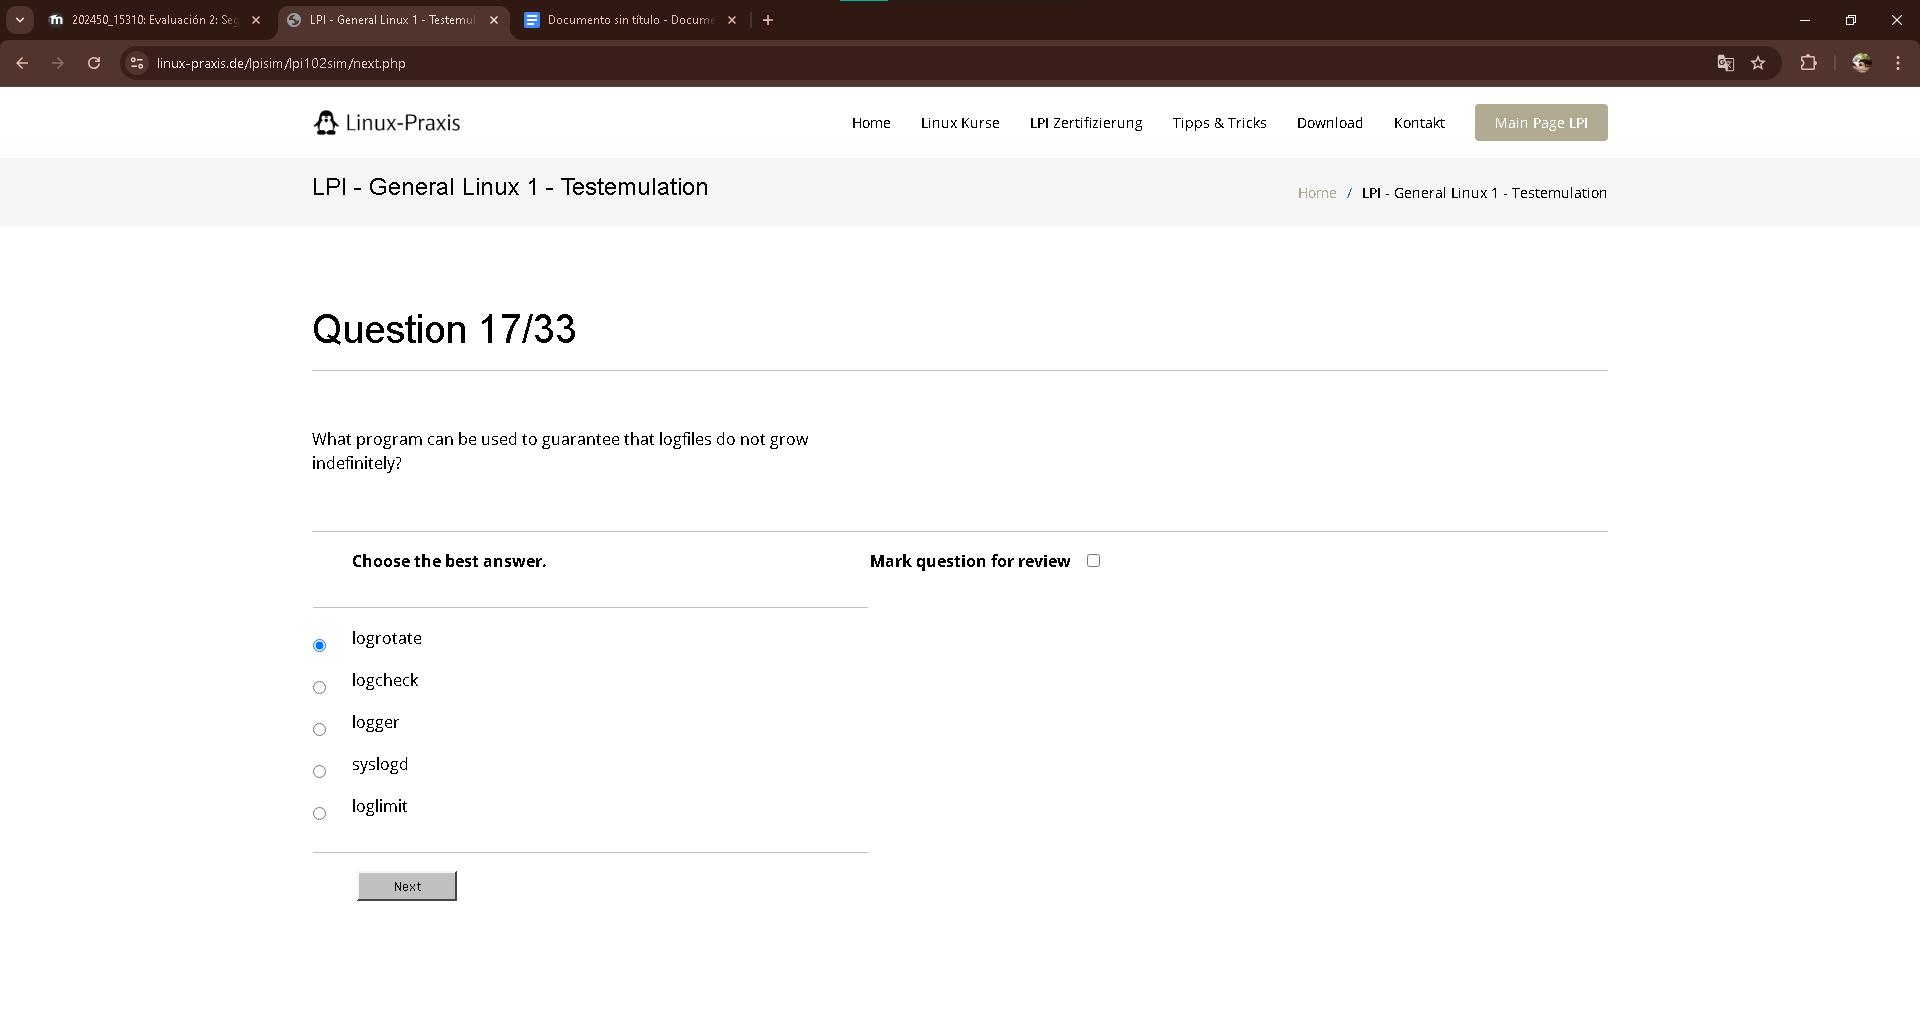 202450_15310: Evaluación 2: Seg
LPI - General Linux 1 - Testemul
Documento sin título - Docume
linux-praxis.de/lpisim/lpi102sim/next.php
Linux-Praxis
Home Linux Kurse LPI Zertifizierung Tipps & Tricks Download Kontakt Main Page LPI
LPI - General Linux 1 - Testemulation
Home / LPI - General Linux 1 - Testemulation
Question 17/33
What program can be used to guarantee that logfiles do not grow
indefinitely?
Choose the best answer. Mark question for review
logrotate
logcheck
logger
syslogd
loglimit
Next